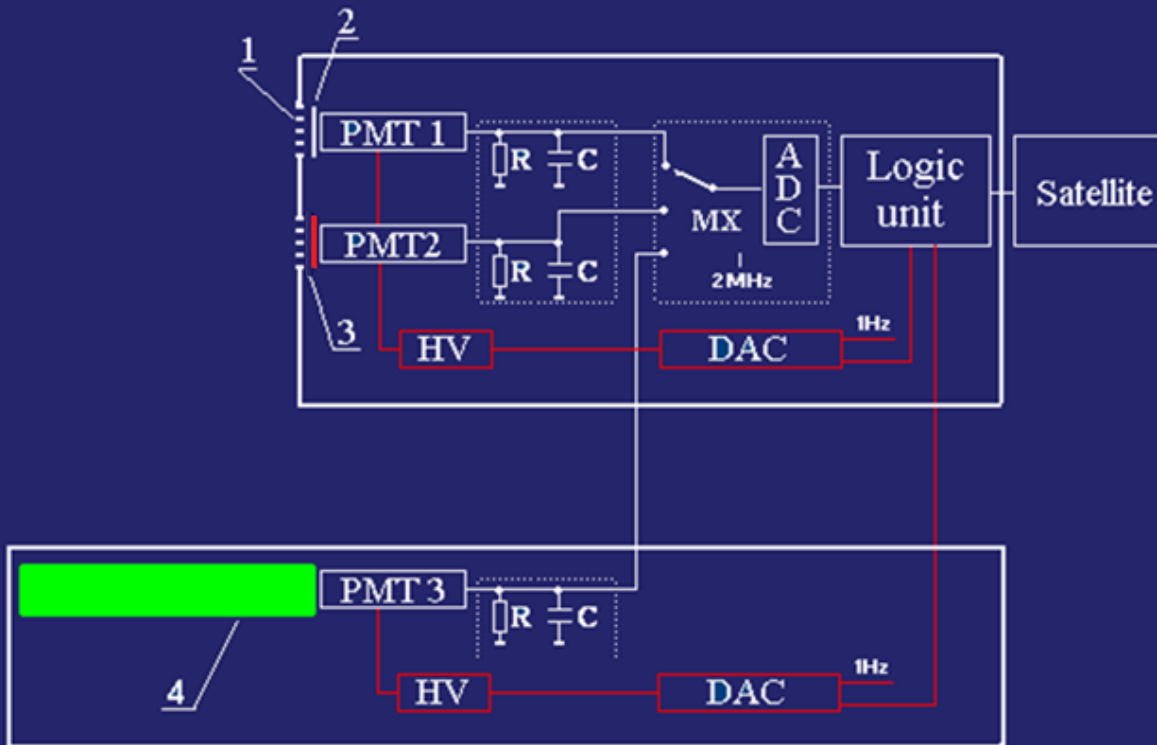 1
2
PMT 1
R
C
A
D
C
Logic
unit
Satellite
MX
2MHz
PMT2
R
C
3
HV
DAC
1Hz
PMT 3
R
C
4
HV
DAC
1Hz